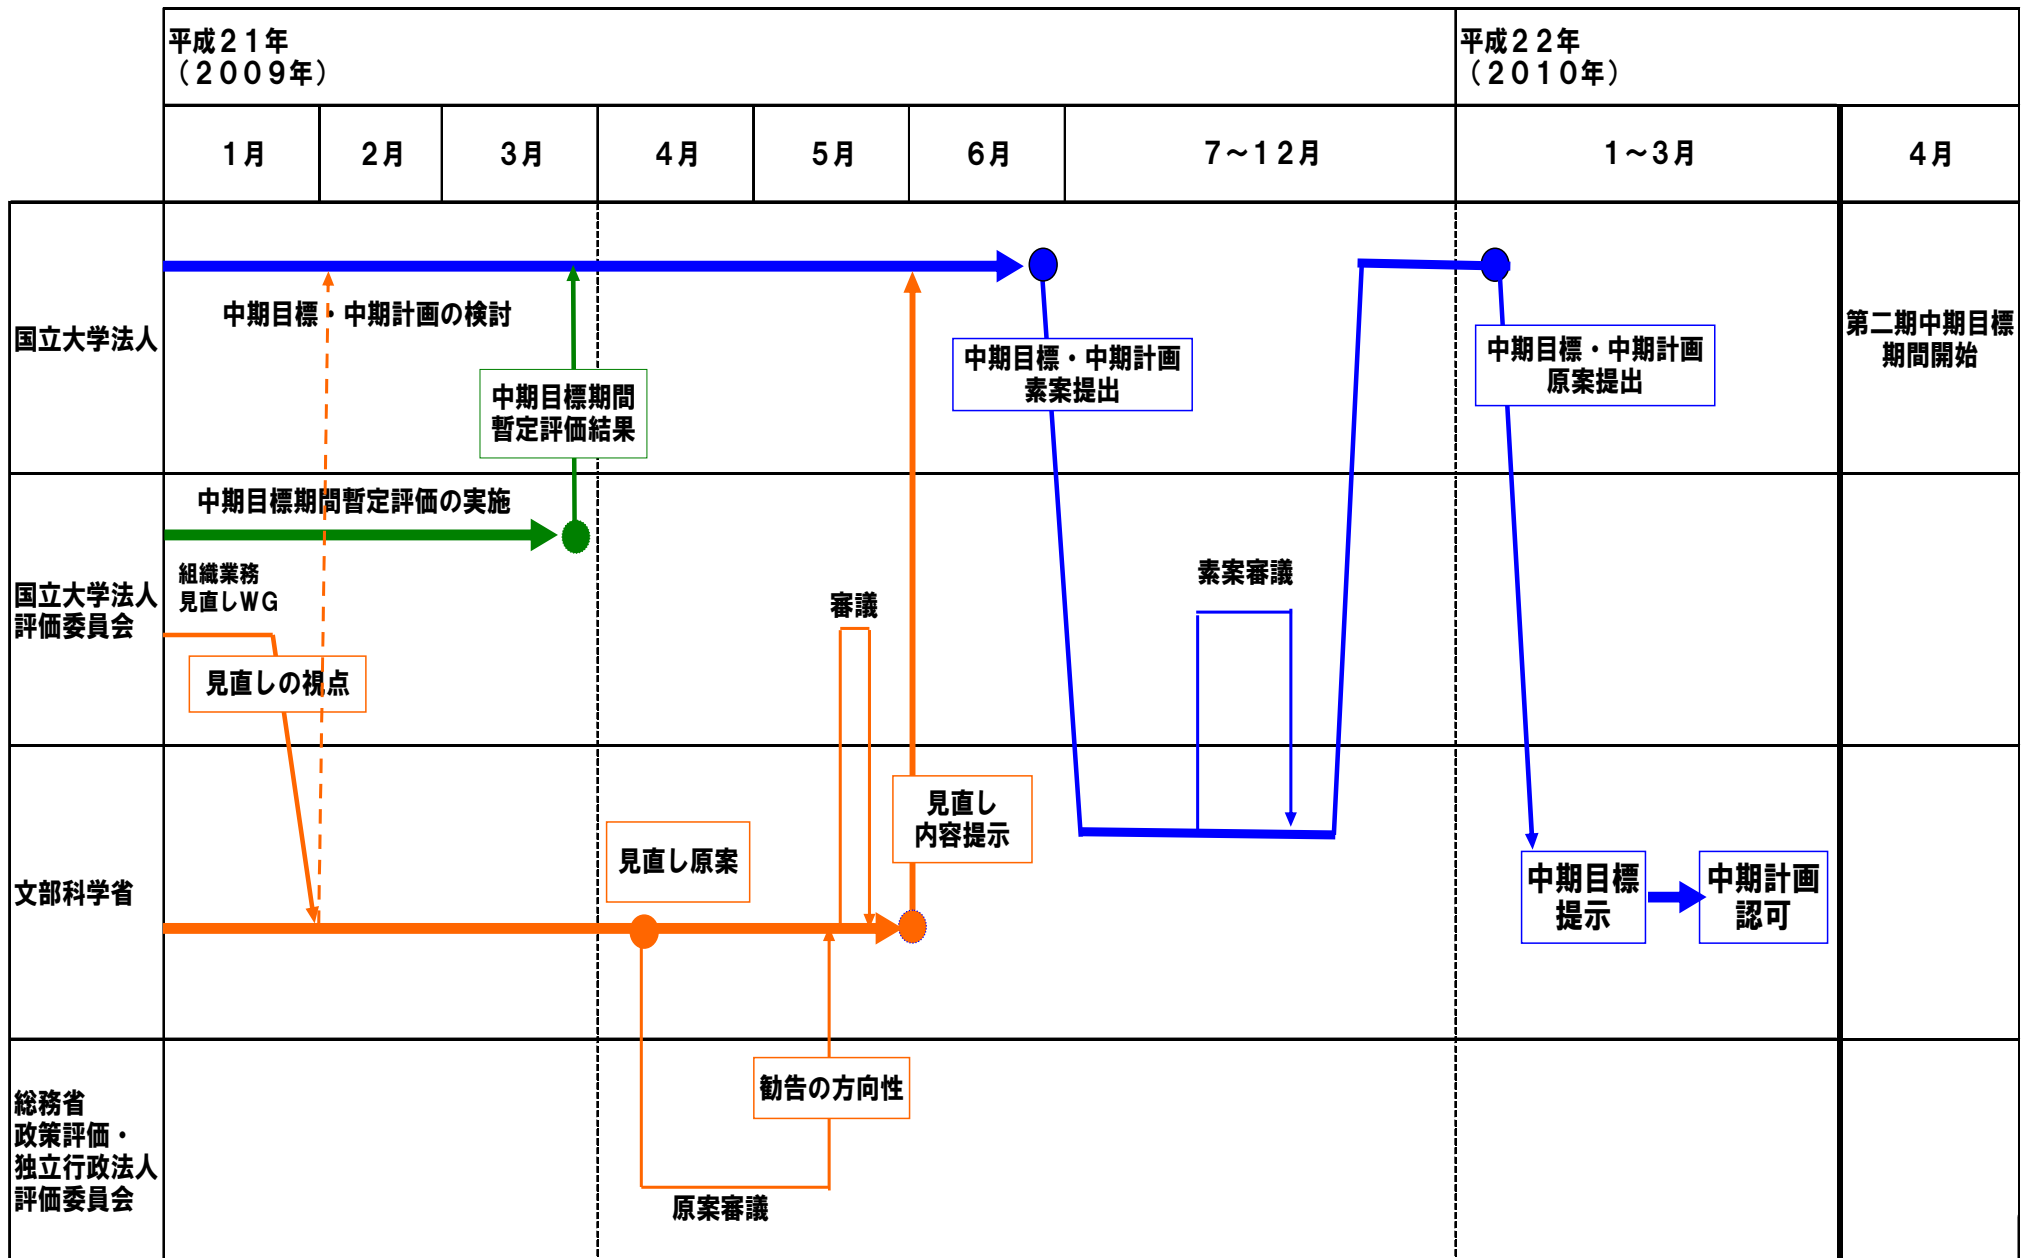 平成２１年
（２００９年）
平成２２年
（２０１０年）
１月
２月
３月
４月
５月
６月
７～１２月
１～３月
４月
国立大学法人
中期目標・中期計画の検討
中期目標期間
暫定評価結果
中期目標・中期計画
素案提出
中期目標・中期計画
原案提出
第二期中期目標
期間開始
国立大学法人
評価委員会
中期目標期間暫定評価の実施
組織業務
見直しＷＧ
見直しの視点
審議
素案審議
文部科学省
見直し原案
見直し
内容提示
中期目標
提示
中期計画
認可
総務省
政策評価・
独立行政法人
評価委員会
勧告の方向性
原案審議